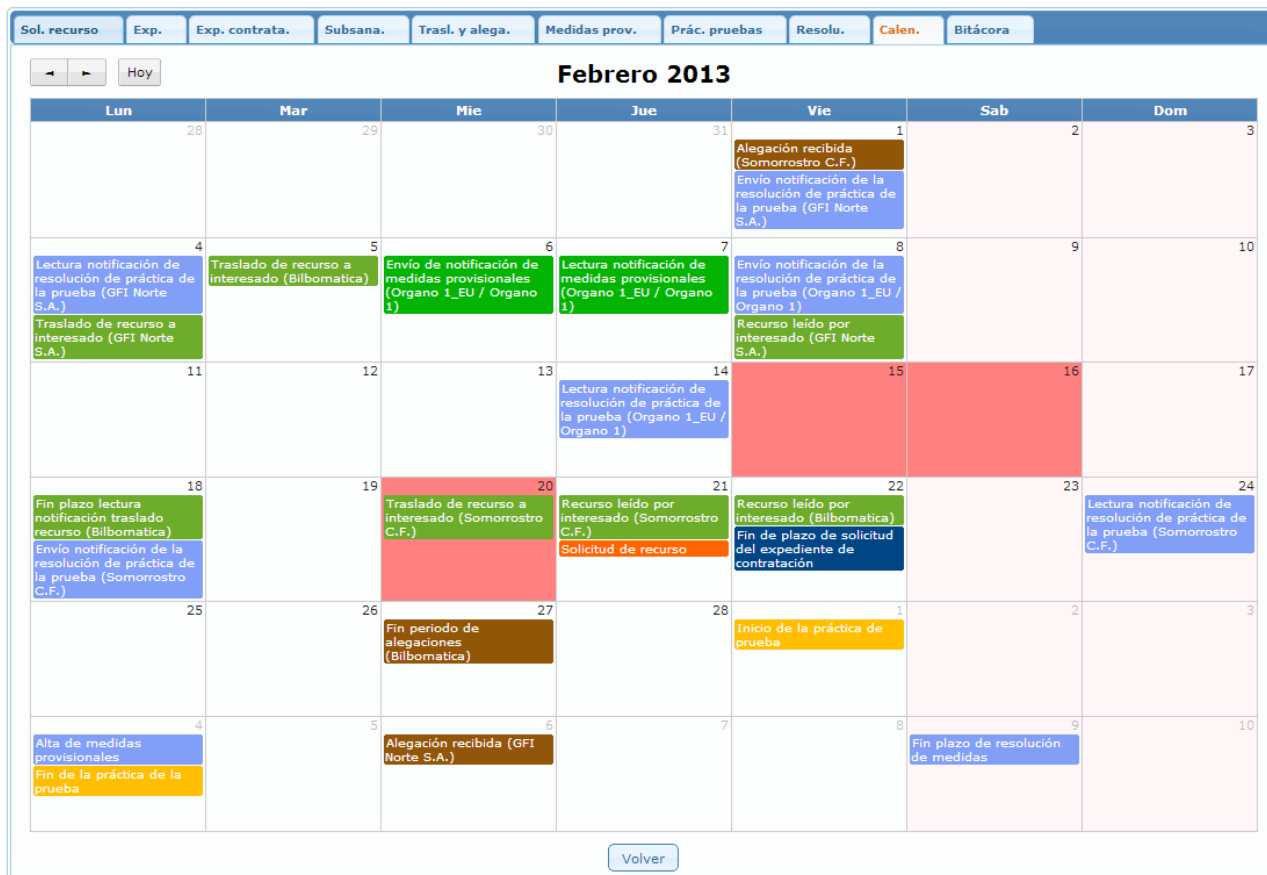 Sol. recurso Exp. Exp. contrata. Subsana. Trasl. y alega. Medidas prov. Prác. pruebas Resolu. Calen. Bitácora
Hoy
Febrero 2013
Lun Mar Mie Jue Vie Sab Dom
28 29 30 31 1 2 3
Alegación recibida
(Somorrostro C.F.)
Envío notificación de la
resolución de práctica de
la prueba (GFI Norte
S.A.)
4 5 6 7 8 9 10
Lectura notificación de
resolución de práctica de
la prueba (GFI Norte
S.A.)
Traslado de recurso a
interesado (GFI Norte
S.A.)
Traslado de recurso a
interesado (Bilbomatica)
Envío de notificación de
medidas provisionales
(Organo 1_EU / Organo
1)
Lectura notificación de
medidas provisionales
(Organo 1_EU / Organo
1)
Envío notificación de la
resolución de práctica de
la prueba (Organo 1_EU /
Organo 1)
Recurso leído por
interesado (GFI Norte
S.A.)
11 12 13 14 15 16 17
Lectura notificación de
resolución de práctica de
la prueba (Organo 1_EU /
Organo 1)
18 19 20 21 22 23 24
Fin plazo lectura
notificación traslado
recurso (Bilbomatica)
Envío notificación de la
resolución de práctica de
la prueba (Somorrostro
C.F.)
Traslado de recurso a
interesado (Somorrostro
C.F.)
Recurso leído por
interesado (Somorrostro
C.F.)
Solicitud de recurso
Recurso leído por
interesado (Bilbomatica)
Fin de plazo de solicitud
del expediente de
contratación
Lectura notificación de
resolución de práctica de
la prueba (Somorrostro
C.F.)
25 26 27 28 1 2 3
Fin periodo de
alegaciones
(Bilbomatica)
Inicio de la práctica de
prueba
4 5 6 7 8 9 10
Alta de medidas
provisionales
Fin de la práctica de la
prueba
Alegación recibida (GFI
Norte S.A.)
Fin plazo de resolución
de medidas
Volver